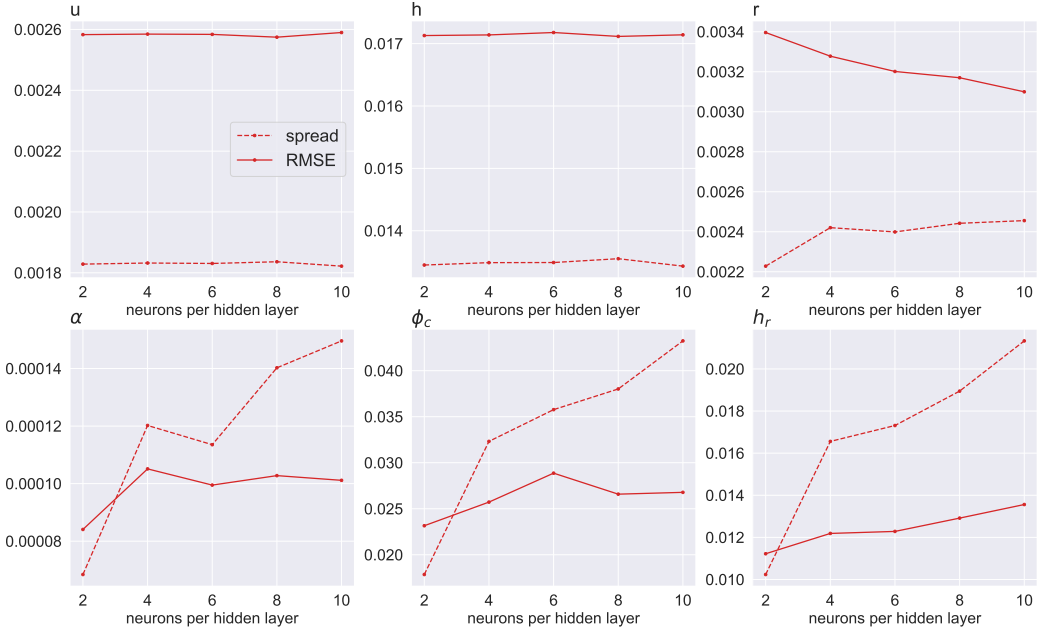 u
0.0026
0.0024
0.0022
0.0020
0.0018
spread
RMSE
2 4 6 8 10
neurons per hidden layer
h
0.017
0.016
0.015
0.014
2 4 6 8 10
neurons per hidden layer
r
0.0034
0.0032
0.0030
0.0028
0.0026
0.0024
0.0022
2 4 6 8 10
neurons per hidden layer
α
0.00014
0.00012
0.00010
0.00008
2 4 6 8 10
neurons per hidden layer
ϕc
0.040
0.035
0.030
0.025
0.020
2 4 6 8 10
neurons per hidden layer
hr
0.020
0.018
0.016
0.014
0.012
0.010
2 4 6 8 10
neurons per hidden layer